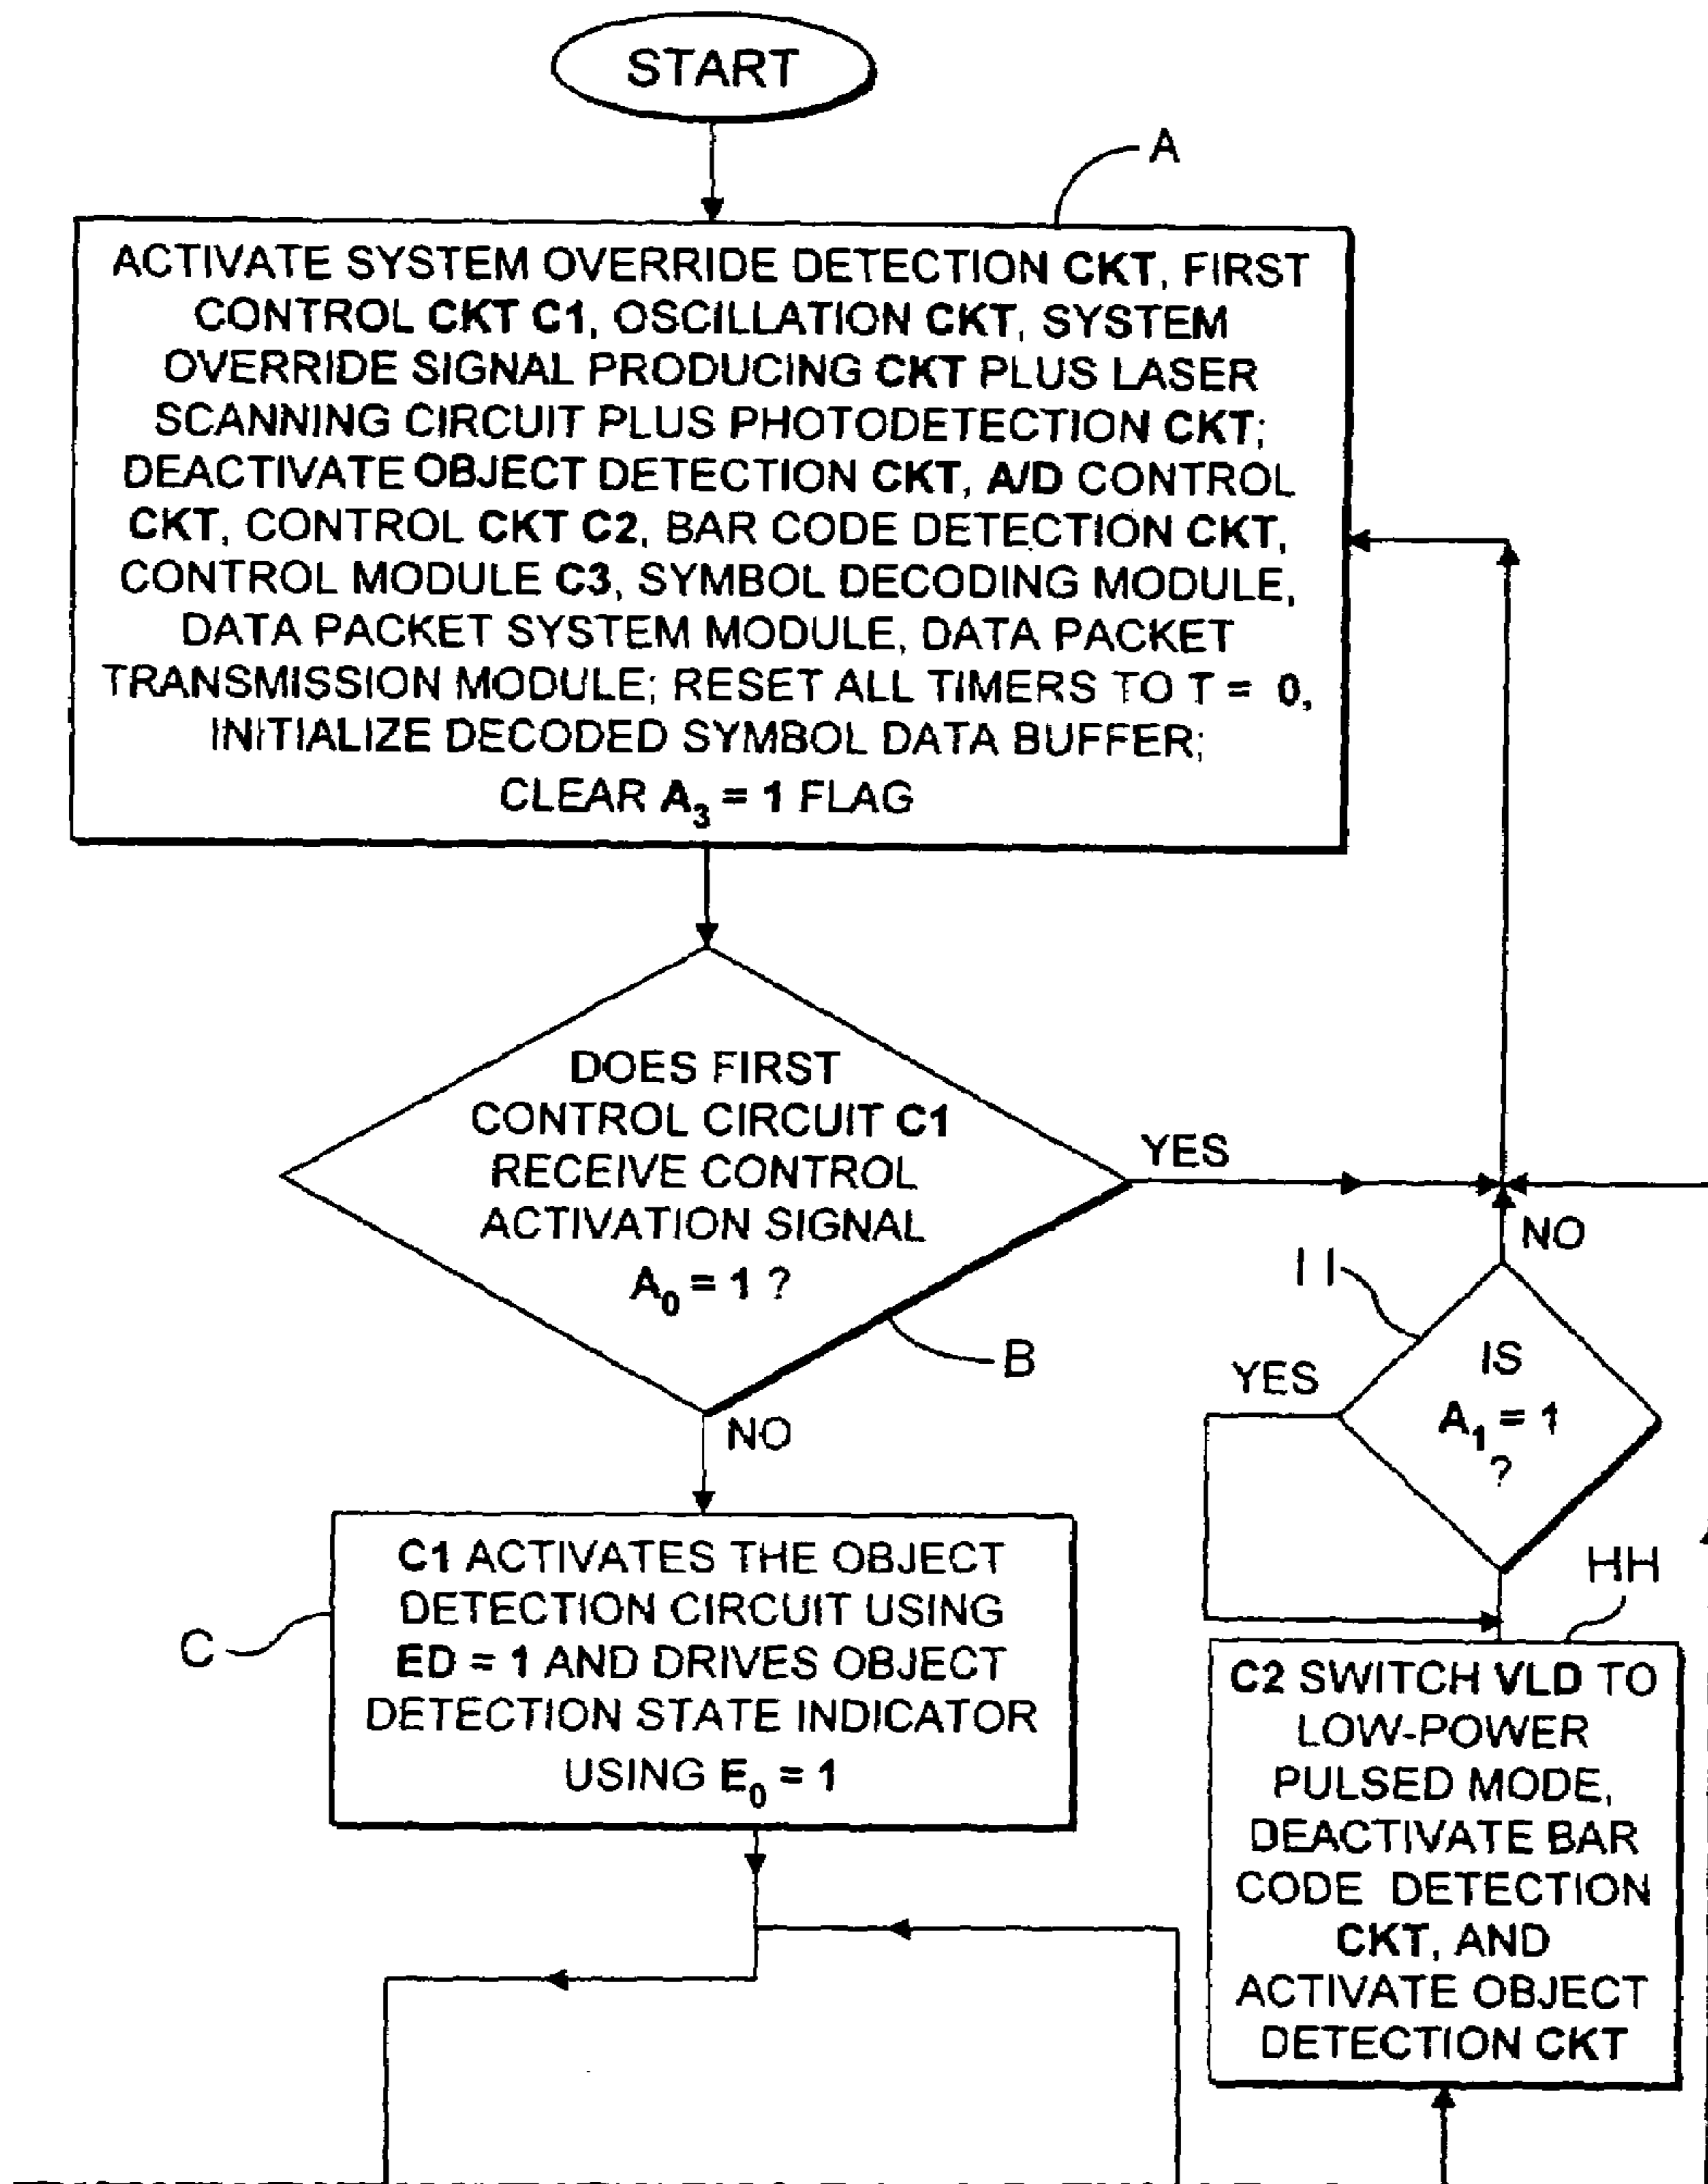 START
A
ACTIVATE SYSTEM OVERRIDE DETECTION CKT, FIRST
CONTROL CKT C1, OSCILLATION CKT, SYSTEM
OVERRIDE SIGNAL PRODUCING CKT PLUS LASER
SCANNING CIRCUIT PLUS PHOTODETECTION CKT;
DEACTIVATE OBJECT DETECTION CKT, A/D CONTROL
CKT, CONTROL CKT C2, BAR CODE DETECTION CKT,
CONTROL MODULE C3, SYMBOL DECODING MODULE,
DATA PACKET SYSTEM MODULE, DATA PACKET
TRANSMISSION MODULE; RESET ALL TIMERS TO T = 0,
INITIALIZE DECODED SYMBOL DATA BUFFER;
CLEAR A₃ = 1 FLAG
DOES FIRST
CONTROL CIRCUIT C1
RECEIVE CONTROL
ACTIVATION SIGNAL
A₀ = 1 ?
YES
B
NO
C1 ACTIVATES THE OBJECT
DETECTION CIRCUIT USING
ED = 1 AND DRIVES OBJECT
DETECTION STATE INDICATOR
USING E₀ = 1
C
NO
II
IS
A₁ = 1
?
YES
HH
C2 SWITCH VLD TO
LOW-POWER
PULSED MODE,
DEACTIVATE BAR
CODE DETECTION
CKT, AND
ACTIVATE OBJECT
DETECTION CKT